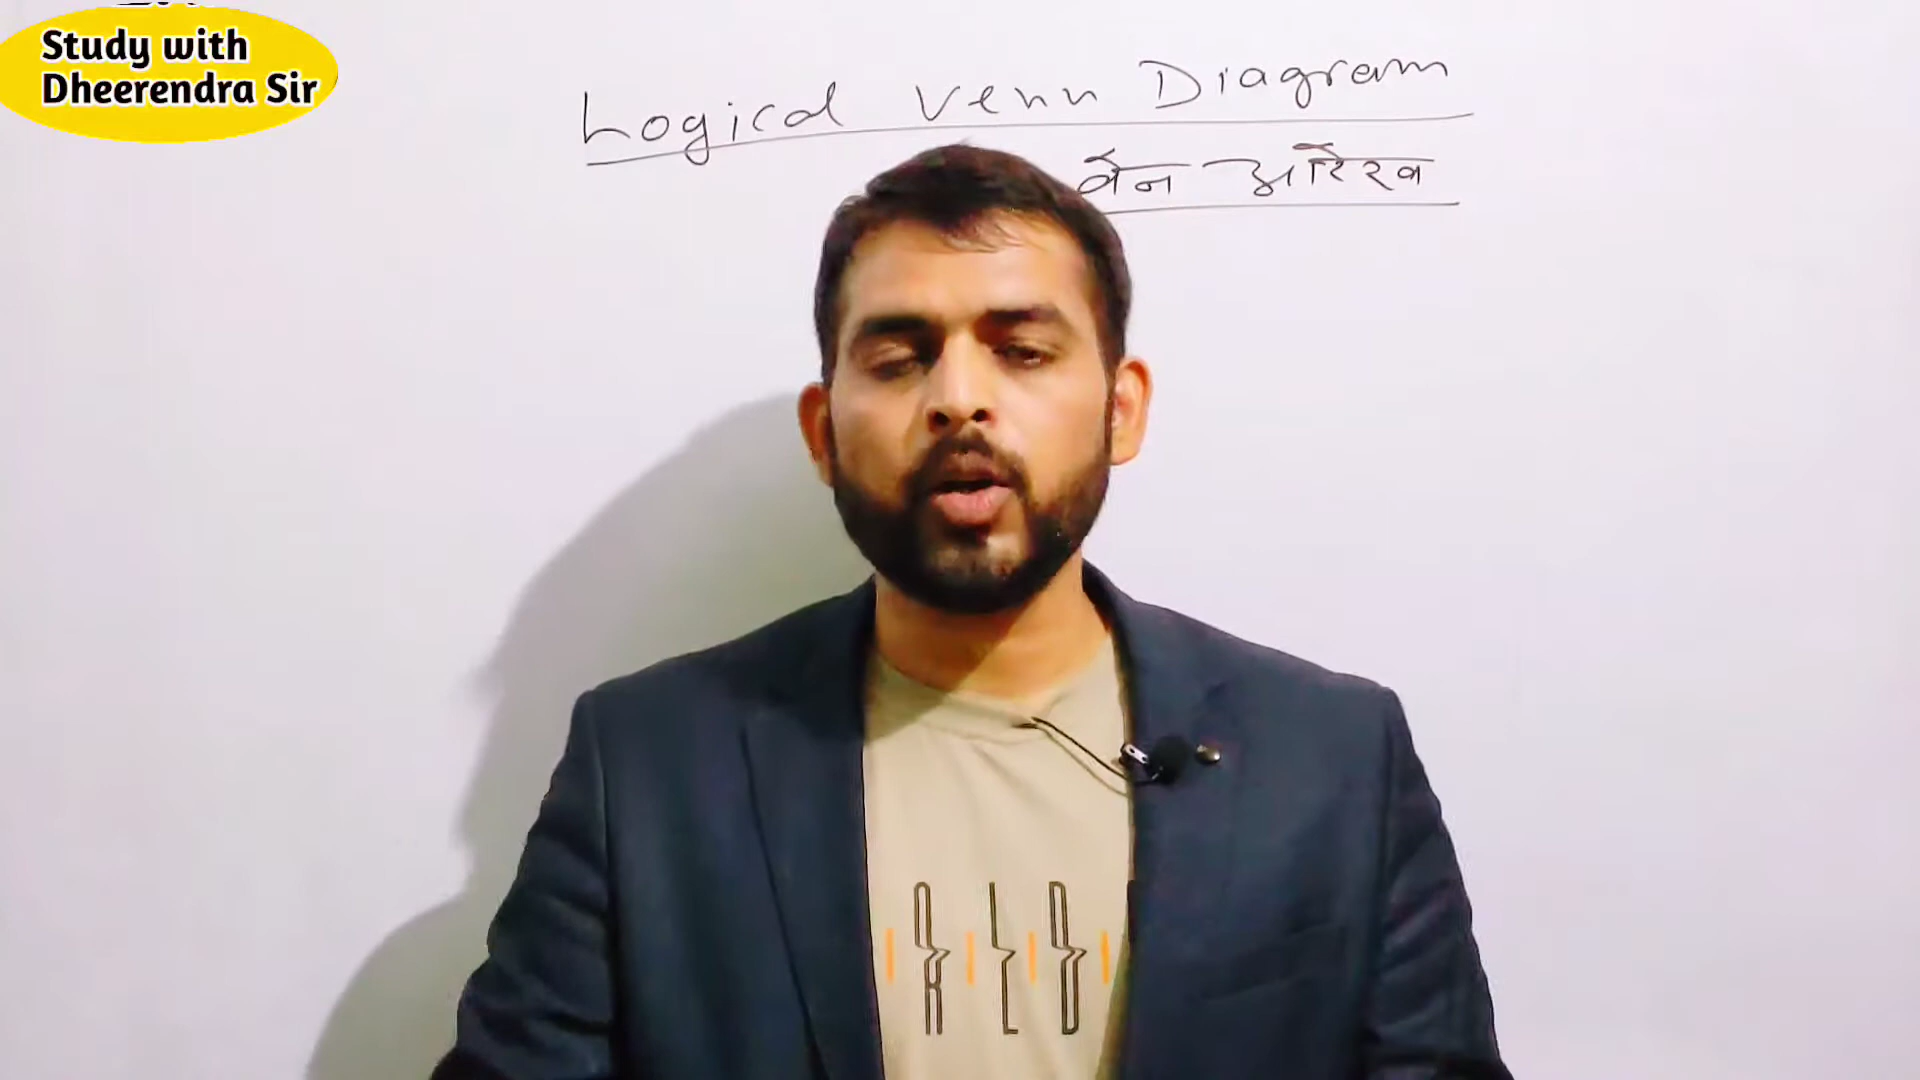 Study with
Dheerendra Sir
Logical Venn Diagram
वेन आरेख